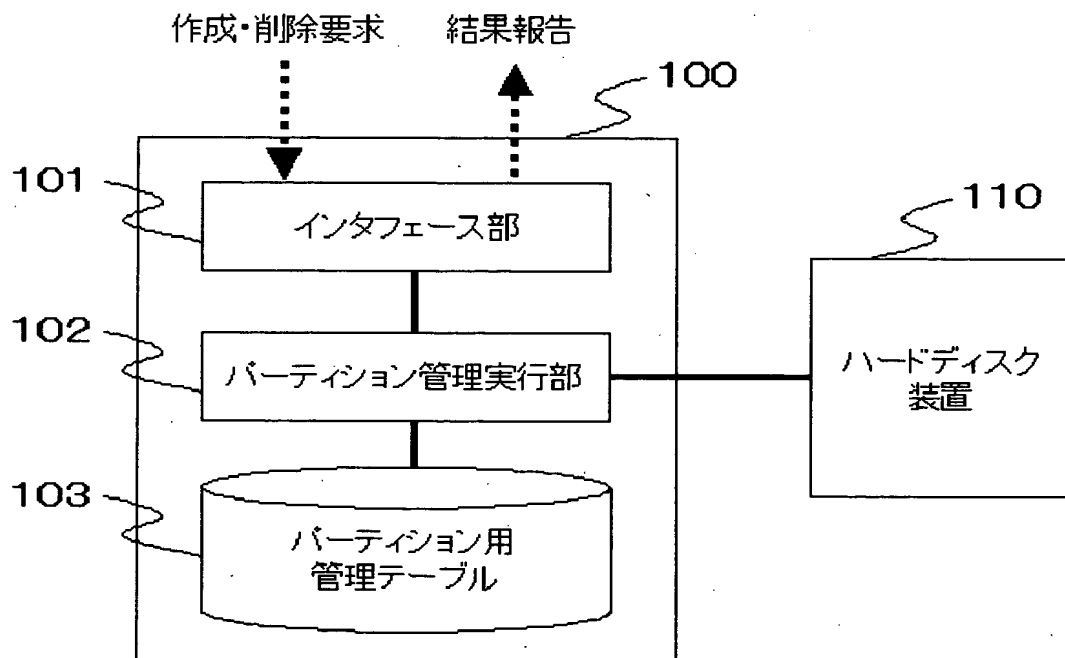 作成・削除要求 結果報告
100
101
インタフェース部
110
102
パーティション管理実行部
ハードディスク
装置
103
パーティション用
管理テーブル